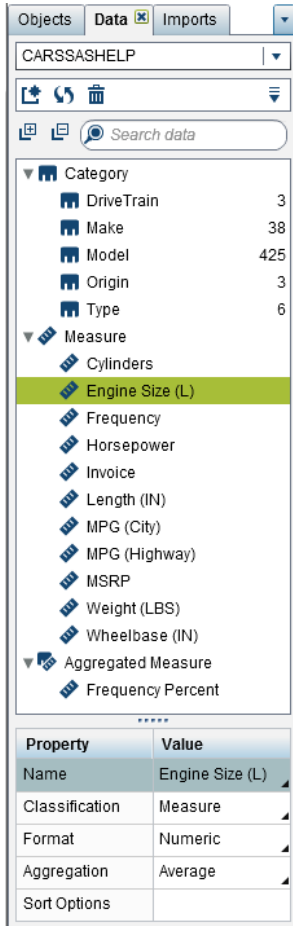 Objects Data Imports
CARSSASHELP
Search data
Category
DriveTrain 3
Make 38
Model 425
Origin 3
Type 6
Measure
Cylinders
Engine Size (L)
Frequency
Horsepower
Invoice
Length (IN)
MPG (City)
MPG (Highway)
MSRP
Weight (LBS)
Wheelbase (IN)
Aggregated Measure
Frequency Percent
Property Value
Name Engine Size (L)
Classification Measure
Format Numeric
Aggregation Average
Sort Options